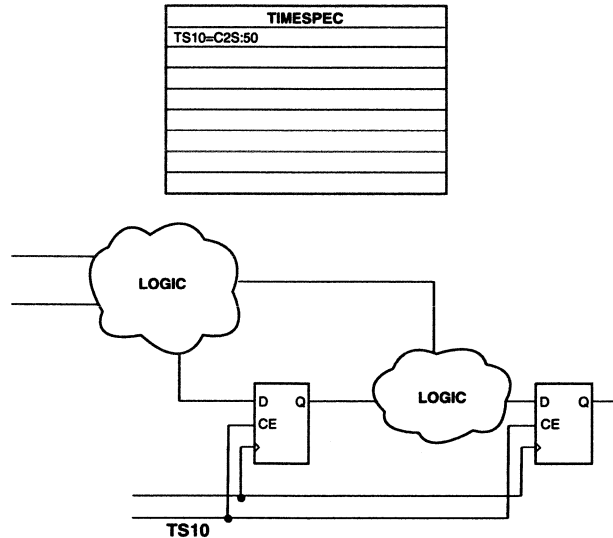 TIMESPEC
TS10=C2S:50
LOGIC
LOGIC
D Q
CE
D Q
CE
TS10